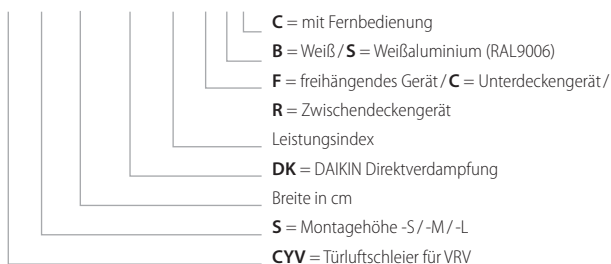 C = mit Fernbedienung
B = Weiß / S = Weißaluminium (RAL9006)
F = freihängendes Gerät / C = Unterdeckengerät /
R = Zwischendeckengerät
Leistungsindex
DK = DAIKIN Direktverdampfung
Breite in cm
S = Montagehöhe -S / -M / -L
CYV = Türluftschleier für VRV